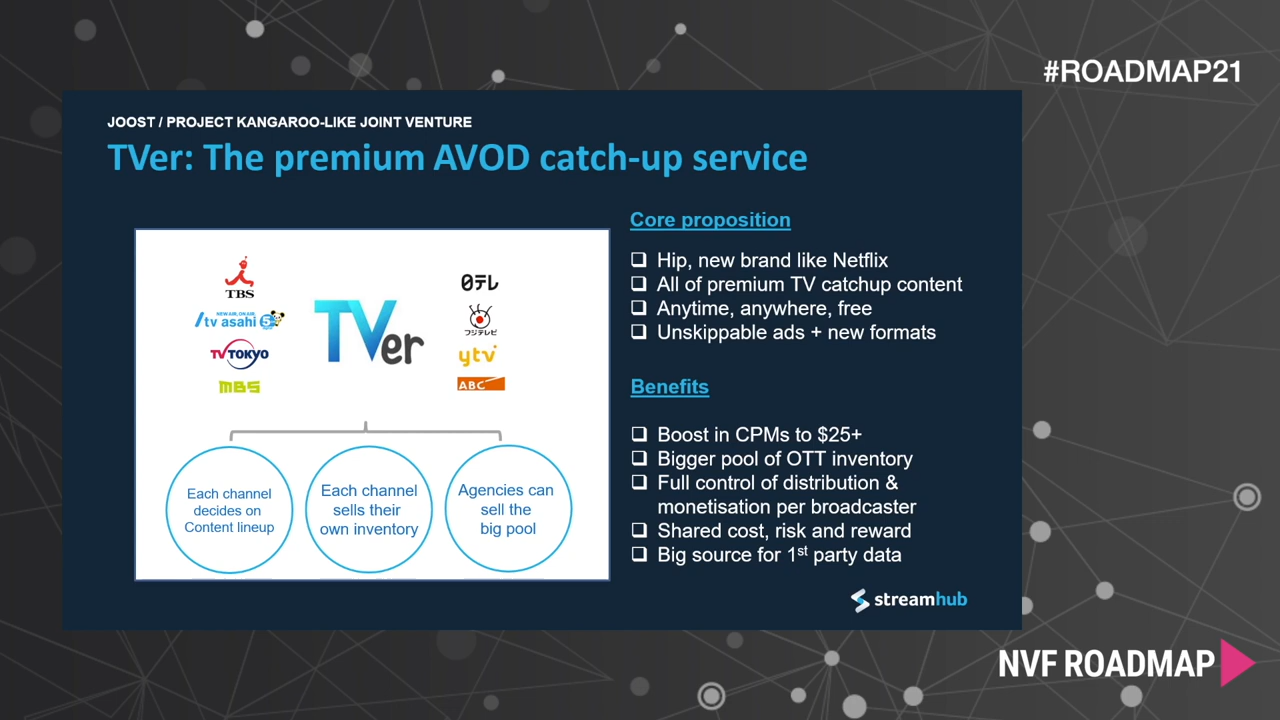 #ROADMAP21
JOOST / PROJECT KANGAROO-LIKE JOINT VENTURE
TVer: The premium AVOD catch-up service
TBS
NEW AIR, ON AIR
tv asahi 5
TV TOKYO
MBS
TVer
日テレ
フジテレビ
ytv
ABC
Each channel
decides on
Content lineup
Each channel
sells their
own inventory
Agencies can
sell the
big pool
Core proposition
❑ Hip, new brand like Netflix
❑ All of premium TV catchup content
❑ Anytime, anywhere, free
❑ Unskippable ads + new formats
Benefits
❑ Boost in CPMs to $25+
❑ Bigger pool of OTT inventory
❑ Full control of distribution &
monetisation per broadcaster
❑ Shared cost, risk and reward
❑ Big source for 1st party data
streamhub
NVF ROADMAP